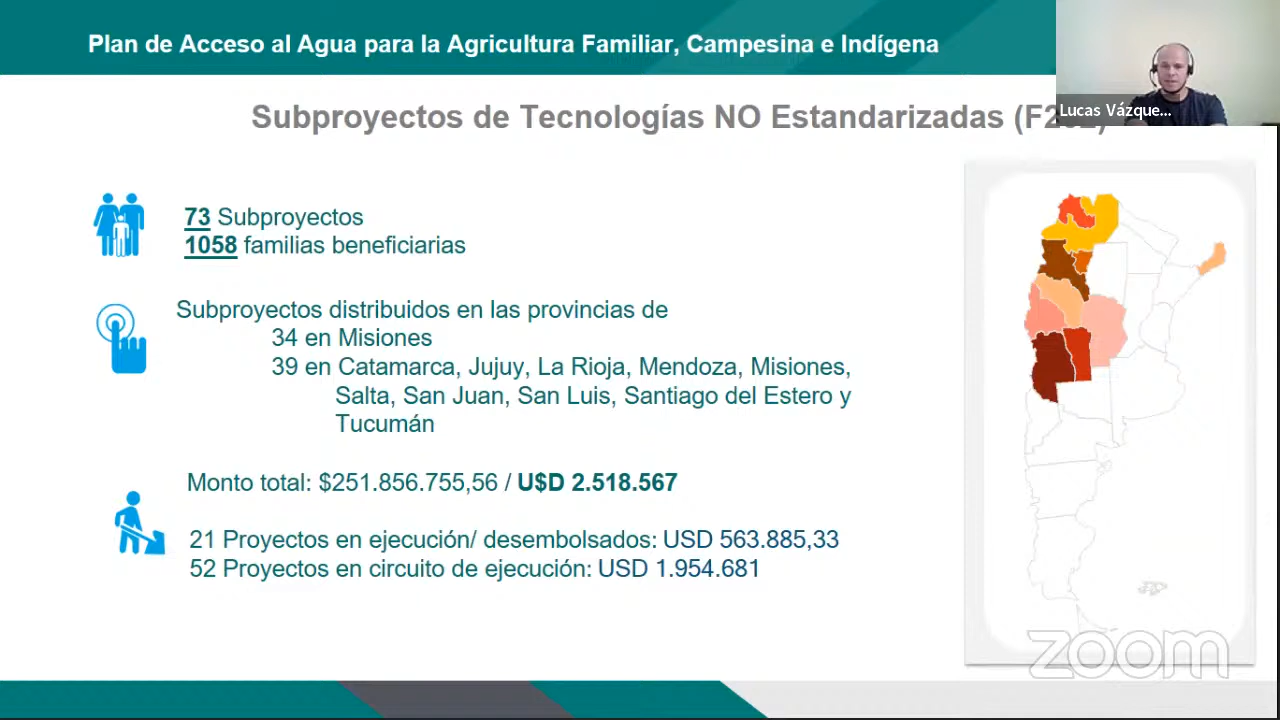 Plan de Acceso al Agua para la Agricultura Familiar, Campesina e Indígena
Lucas Vázque...
Subproyectos de Tecnologías NO Estandarizadas
73 Subproyectos
1058 familias beneficiarias
Subproyectos distribuidos en las provincias de
34 en Misiones
39 en Catamarca, Jujuy, La Rioja, Mendoza, Misiones,
Salta, San Juan, San Luis, Santiago del Estero y
Tucumán
Monto total: $251.856.755,56 / U$D 2.518.567
21 Proyectos en ejecución/ desembolsados: USD 563.885,33
52 Proyectos en circuito de ejecución: USD 1.954.681
zoom